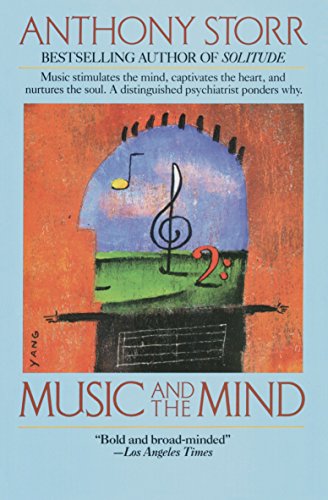 ANTHONY STORR
BESTSELLING AUTHOR OF SOLITUDE
Music stimulates the mind, captivates the heart, and
nurtures the soul. A distinguished psychiatrist ponders why.
YANG
MUSIC AND THE MIND
"Bold and broad-minded"
—Los Angeles Times